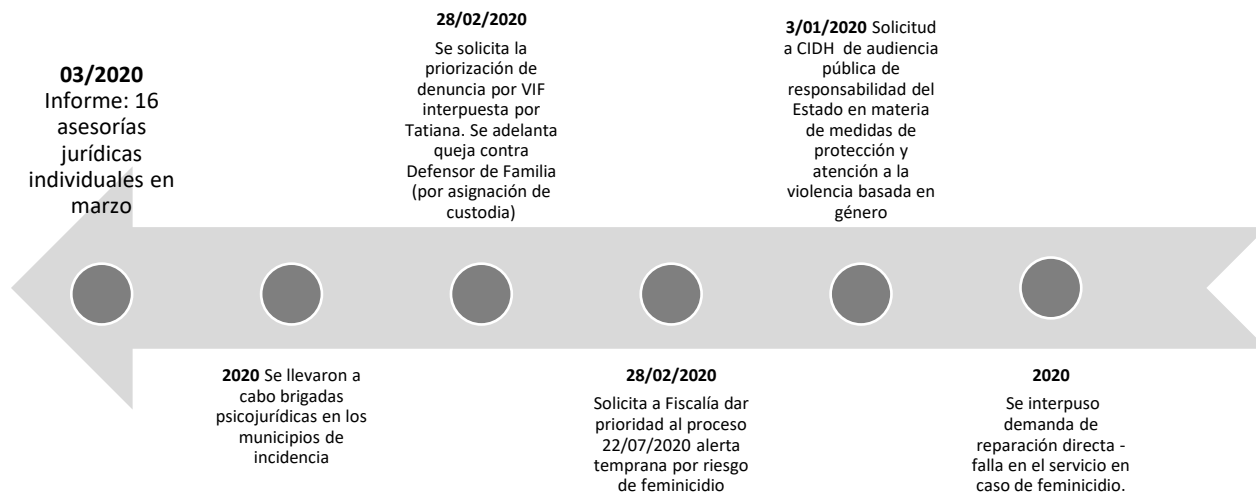 03/2020
Informe: 16
asesorías
jurídicas
individuales en
marzo
28/02/2020
Se solicita la
priorización de
denuncia por VIF
interpuesta por
Tatiana. Se adelanta
queja contra
Defensor de Familia
(por asignación de
custodia)
3/01/2020 Solicitud
a CIDH de audiencia
pública de
responsabilidad del
Estado en materia
de medidas de
protección y
atención a la
violencia basada en
género
2020 Se llevaron a
cabo brigadas
psicojurídicas en los
municipios de
incidencia
28/02/2020
Solicita a Fiscalía dar
prioridad al proceso
22/07/2020 alerta
temprana por riesgo
de feminicidio
2020
Se interpuso
demanda de
reparación directa -
falla en el servicio en
caso de feminicidio.